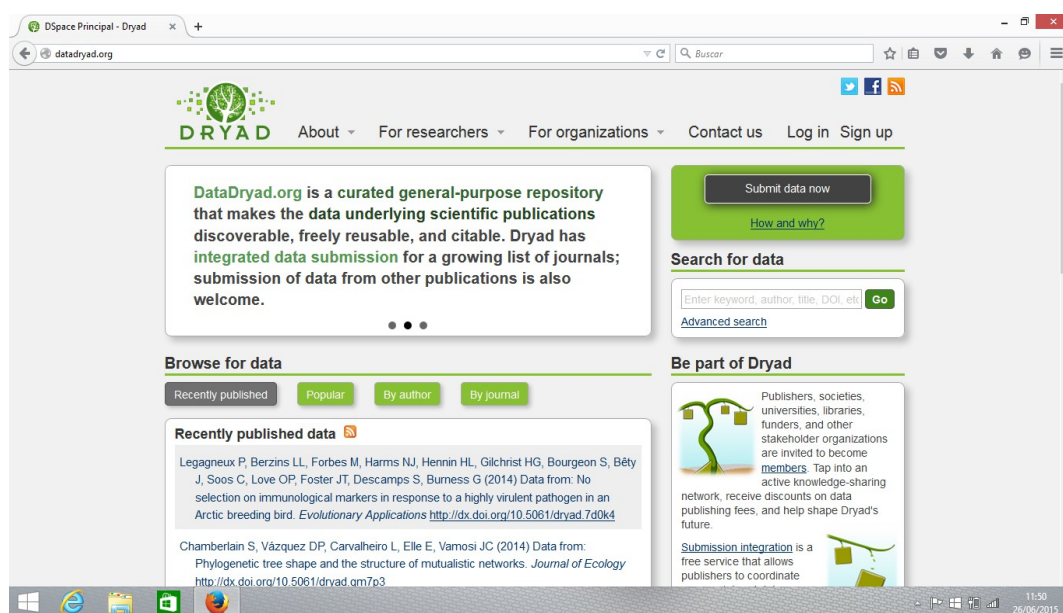 DSpace Principal - Dryad
datadryad.org
Buscar
DRYAD
About
For researchers
For organizations
Contact us
Log in
Sign up
DataDryad.org is a curated general-purpose repository
that makes the data underlying scientific publications
discoverable, freely reusable, and citable. Dryad has
integrated data submission for a growing list of journals;
submission of data from other publications is also
welcome.
Submit data now
How and why?
Search for data
Enter keyword, author, title, DOI, etc
Go
Advanced search
Browse for data
Recently published
Popular
By author
By journal
Recently published data
Legagneux P, Berzins LL, Forbes M, Harms NJ, Hennin HL, Gilchrist HG, Bourgeon S, Bêty
J, Soos C, Love OP, Foster JT, Descamps S, Burness G (2014) Data from: No
selection on immunological markers in response to a highly virulent pathogen in an
Arctic breeding bird. Evolutionary Applications http://dx.doi.org/10.5061/dryad.7d0k4
Chamberlain S, Vázquez DP, Carvalheiro L, Elle E, Vamosi JC (2014) Data from:
Phylogenetic tree shape and the structure of mutualistic networks. Journal of Ecology
http://dx.doi.org/10.5061/dryad.qm7p3
Be part of Dryad
Publishers, societies,
universities, libraries,
funders, and other
stakeholder organizations
are invited to become
members. Tap into an
active knowledge-sharing
network, receive discounts on data
publishing fees, and help shape Dryad's
future.
Submission integration is a
free service that allows
publishers to coordinate
11:50
26/06/2015